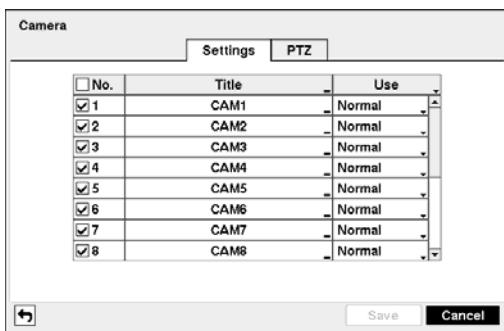 Camera
Settings PTZ
No. Title Use
1 CAM1 Normal
2 CAM2 Normal
3 CAM3 Normal
4 CAM4 Normal
5 CAM5 Normal
6 CAM6 Normal
7 CAM7 Normal
8 CAM8 Normal
Save Cancel